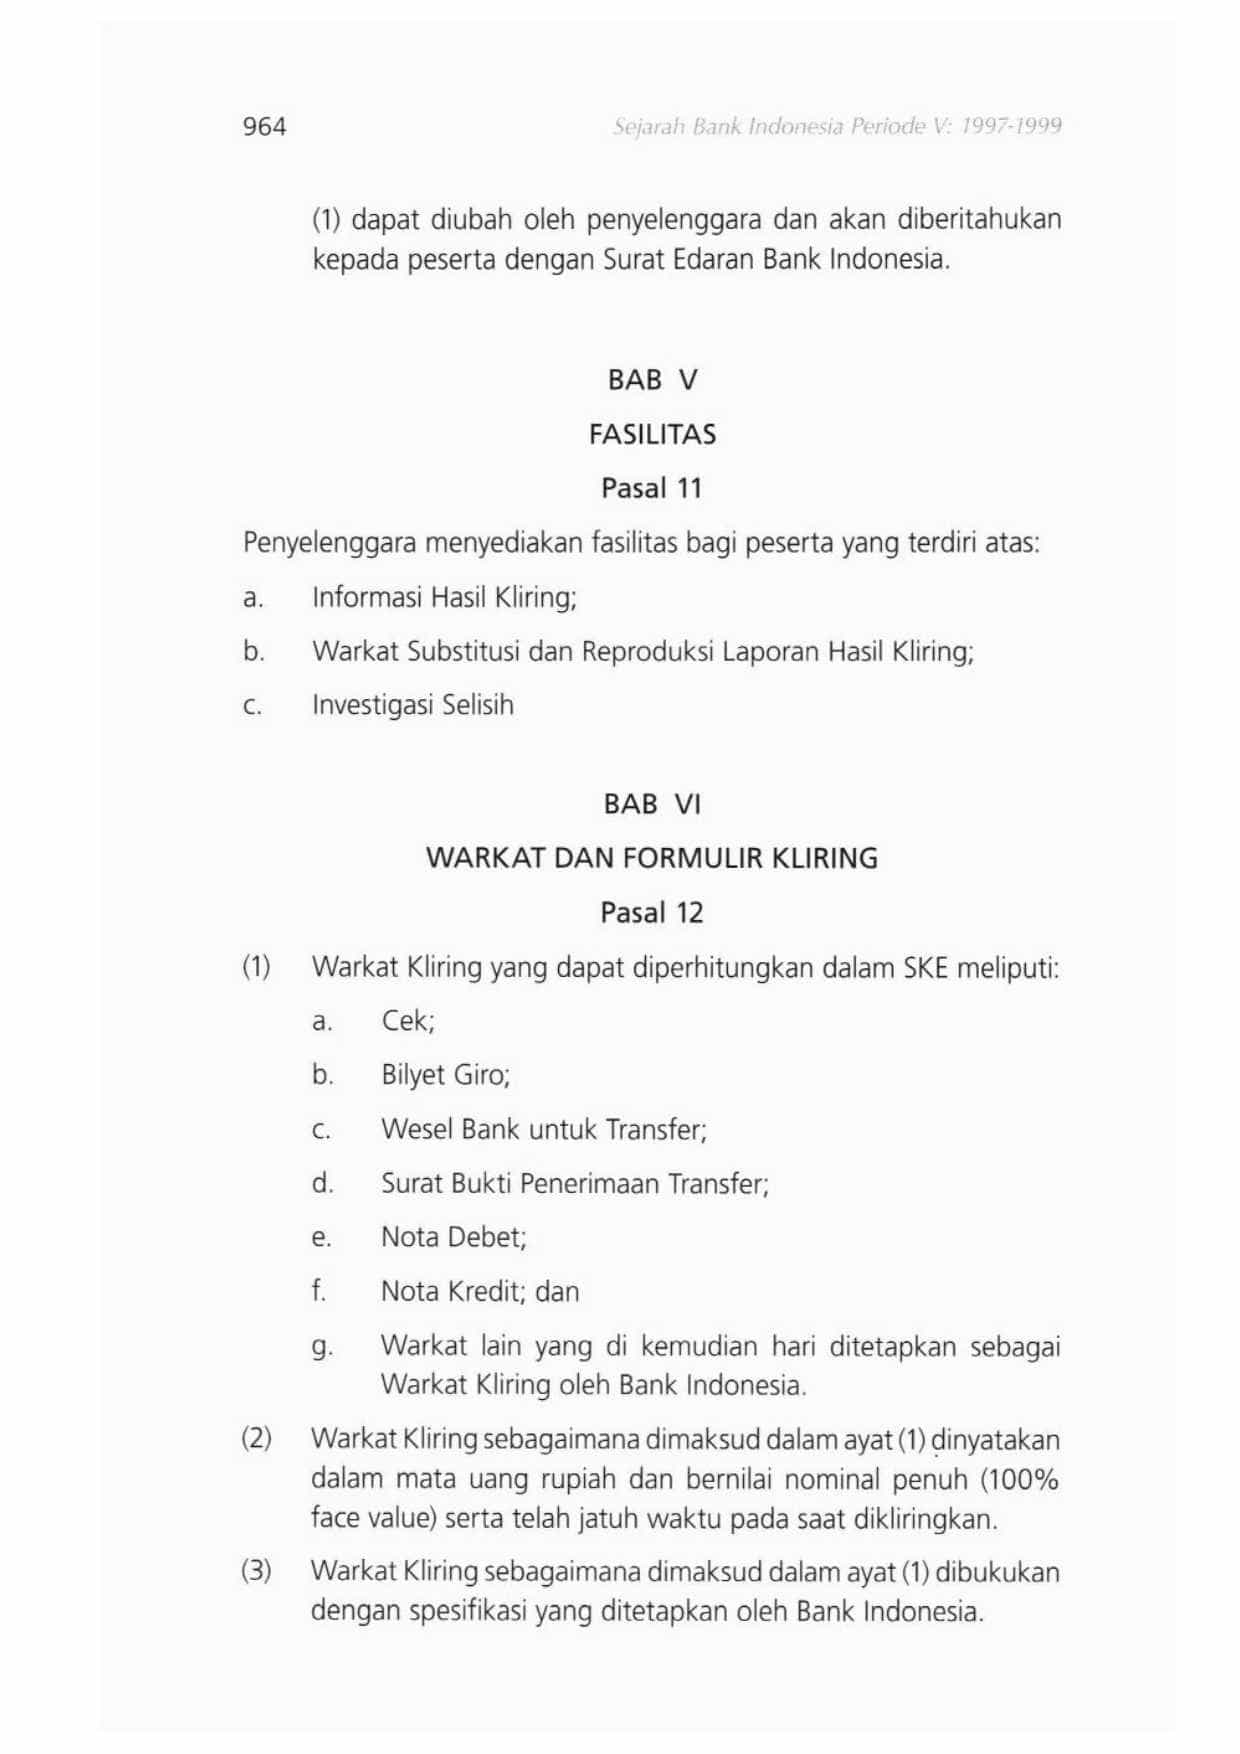 964
Sejarah Bank Indonesia Periode V: 1997-1999
(1) dapat diubah oleh penyelenggara dan akan diberitahukan
kepada peserta dengan Surat Edaran Bank Indonesia.
BAB V
FASILITAS
Pasal 11
Penyelenggara menyediakan fasilitas bagi peserta yang terdiri atas:
a. Informasi Hasil Kliring;
b. Warkat Substitusi dan Reproduksi Laporan Hasil Kliring;
c. Investigasi Selisih
BAB VI
WARKAT DAN FORMULIR KLIRING
Pasal 12
(1) Warkat Kliring yang dapat diperhitungkan dalam SKE meliputi:
a. Cek;
b. Bilyet Giro;
c. Wesel Bank untuk Transfer;
d. Surat Bukti Penerimaan Transfer;
e. Nota Debet;
f. Nota Kredit; dan
g. Warkat lain yang di kemudian hari ditetapkan sebagai
Warkat Kliring oleh Bank Indonesia.
(2) Warkat Kliring sebagaimana dimaksud dalam ayat (1) dinyatakan
dalam mata uang rupiah dan bernilai nominal penuh (100%
face value) serta telah jatuh waktu pada saat dikliringkan.
(3) Warkat Kliring sebagaimana dimaksud dalam ayat (1) dibukukan
dengan spesifikasi yang ditetapkan oleh Bank Indonesia.